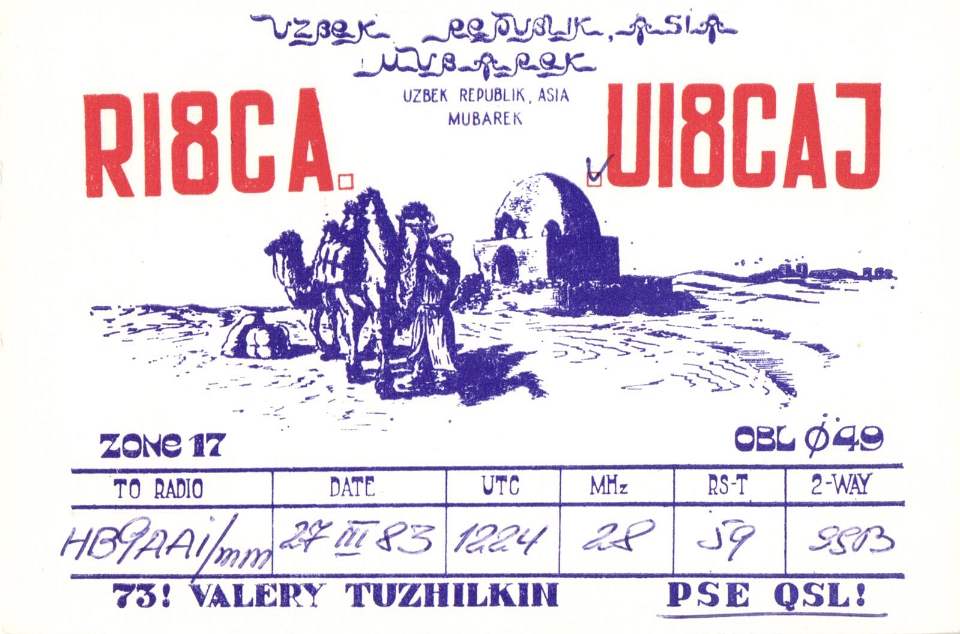 UZBEK REPUBLIK, ASIA
MUBAREK
UZBEK REPUBLIK, ASIA
MUBAREK
RI8CA. UI8CAJ
ZONE 17 OBL Ø49
TO RADIO DATE UTC MHz RS-T 2-WAY
HB9AAI/mm 27 III 83 1224 28 59 SSB
73! VALERY TUZHILKIN PSE QSL!